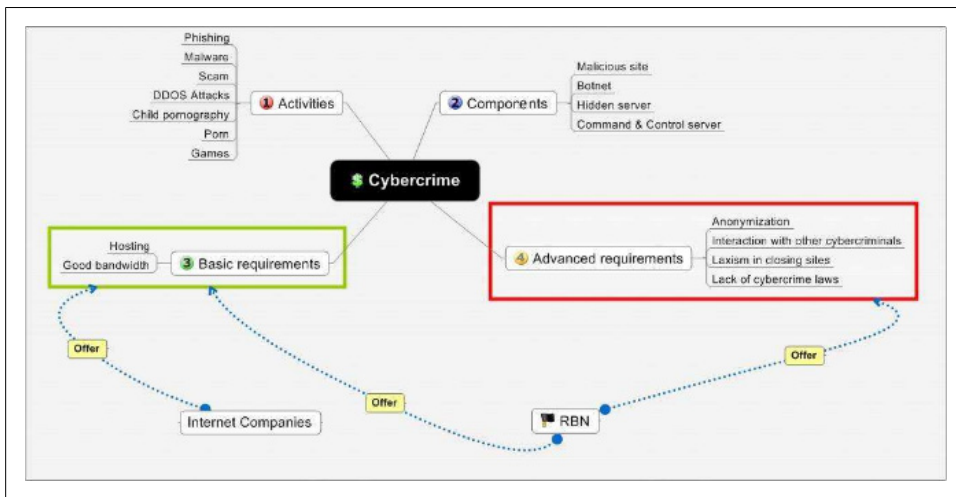 Phishing
Malware
Scam
DDOS Attacks
Child pornography
Porn
Games
1 Activities
2 Components
Malicious site
Botnet
Hidden server
Command & Control server
$ Cybercrime
Hosting
Good bandwidth
3 Basic requirements
4 Advanced requirements
Anonymization
Interaction with other cybercriminals
Laxism in closing sites
Lack of cybercrime laws
Offer
Offer
Offer
Internet Companies
RBN